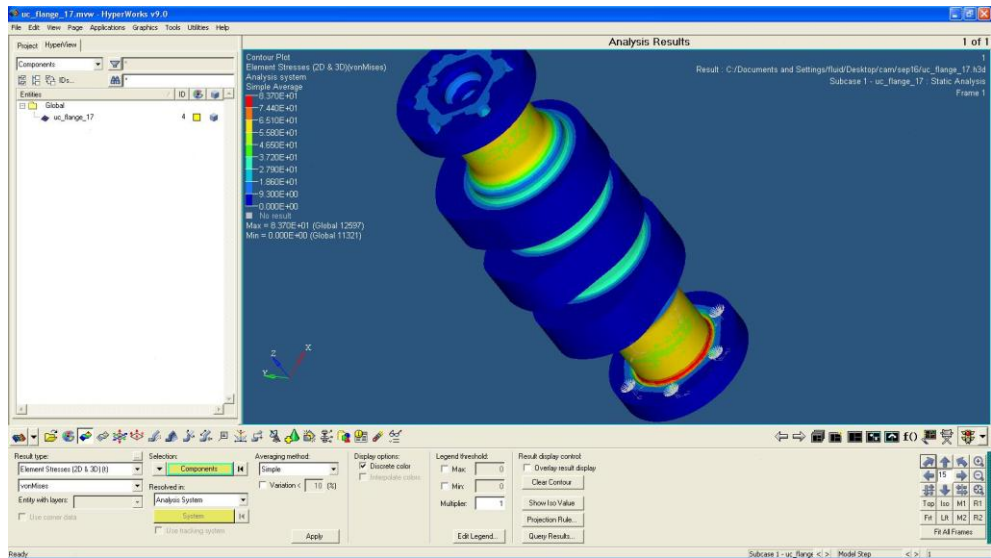 uc_flange_17.mvw - HyperWorks v9.0
File Edit View Page Applications Graphics Tools Utilities Help
Project HyperView
Analysis Results
1 of 1
Components
IDs...
Entities
ID
Global
uc_flange_17
4
Contour Plot
Element Stresses (2D & 3D)(vonMises)
Analysis system
Simple Average
8.370E+01
7.440E+01
6.510E+01
5.580E+01
4.650E+01
3.720E+01
2.790E+01
1.860E+01
9.300E+00
0.000E+00
No result
Max = 8.370E+01 (Global 12597)
Min = 0.000E+00 (Global 11321)
1
Result : C:/Documents and Settings/fluid/Desktop/cam/sep16/uc_flange_17.h3d
Subcase 1 - uc_flange_17 : Static Analysis
Frame 1
Z
X
Y
f()
Result type:
Element Stresses (2D & 3D) (t)
vonMises
Entity with layers:
Use corner data
Selection:
Components
Resolved in:
Analysis System
System
Use tracking system
Averaging method:
Simple
Variation < 10 (%)
Apply
Display options:
Discrete color
Interpolate colors
Legend threshold:
Max: 0
Min: 0
Multiplier: 1
Edit Legend...
Result display control:
Overlay result display
Clear Contour
Show Iso Value
Projection Rule...
Query Results...
15
Top Iso M1 R1
Fit Lft M2 R2
Fit All Frames
Ready
Subcase 1 - uc_flange < > Model Step < > 1